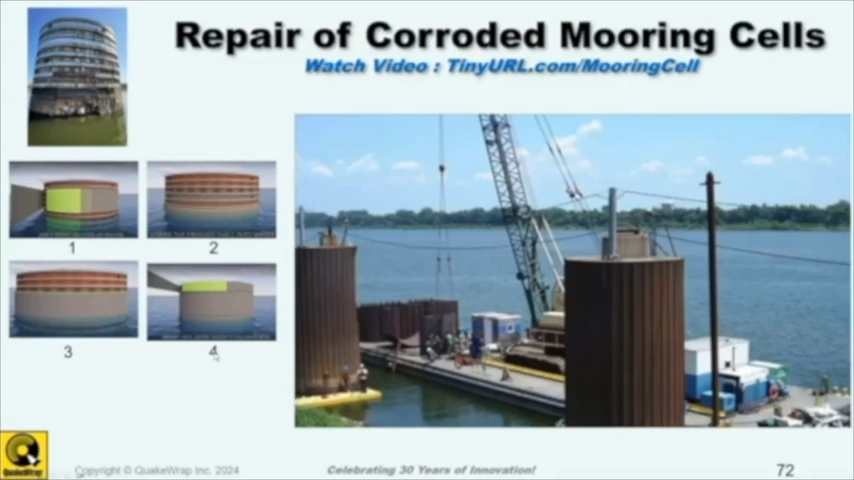 Repair of Corroded Mooring Cells
Watch Video : TinyURL.com/MooringCell
1
2
3
4
QuakeWrap
Copyright © QuakeWrap Inc. 2024
Celebrating 30 Years of Innovation!
72